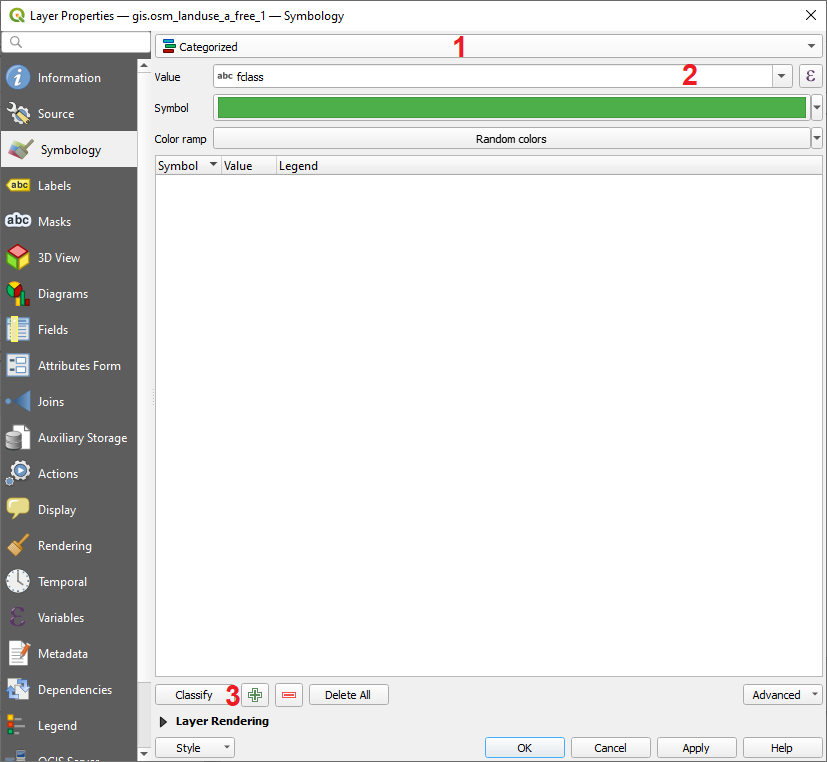 Layer Properties — gis.osm_landuse_a_free_1 — Symbology
Categorized 1
Information
Source
Symbology
abc Labels
abc Masks
3D View
Diagrams
Fields
Attributes Form
Joins
Auxiliary Storage
Actions
Display
Rendering
Temporal
Variables
Metadata
Dependencies
Legend
QGIS Server
Value abc fclass 2 ε
Symbol
Color ramp Random colors
Symbol Value Legend
Classify 3 Delete All Advanced
Layer Rendering
Style OK Cancel Apply Help